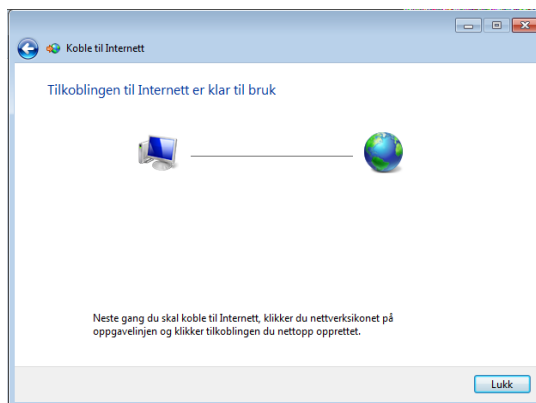 Koble til Internett
Tilkoblingen til Internett er klar til bruk
Neste gang du skal koble til Internett, klikker du nettverksikonet på
oppgavelinjen og klikker tilkoblingen du nettopp opprettet.
Lukk